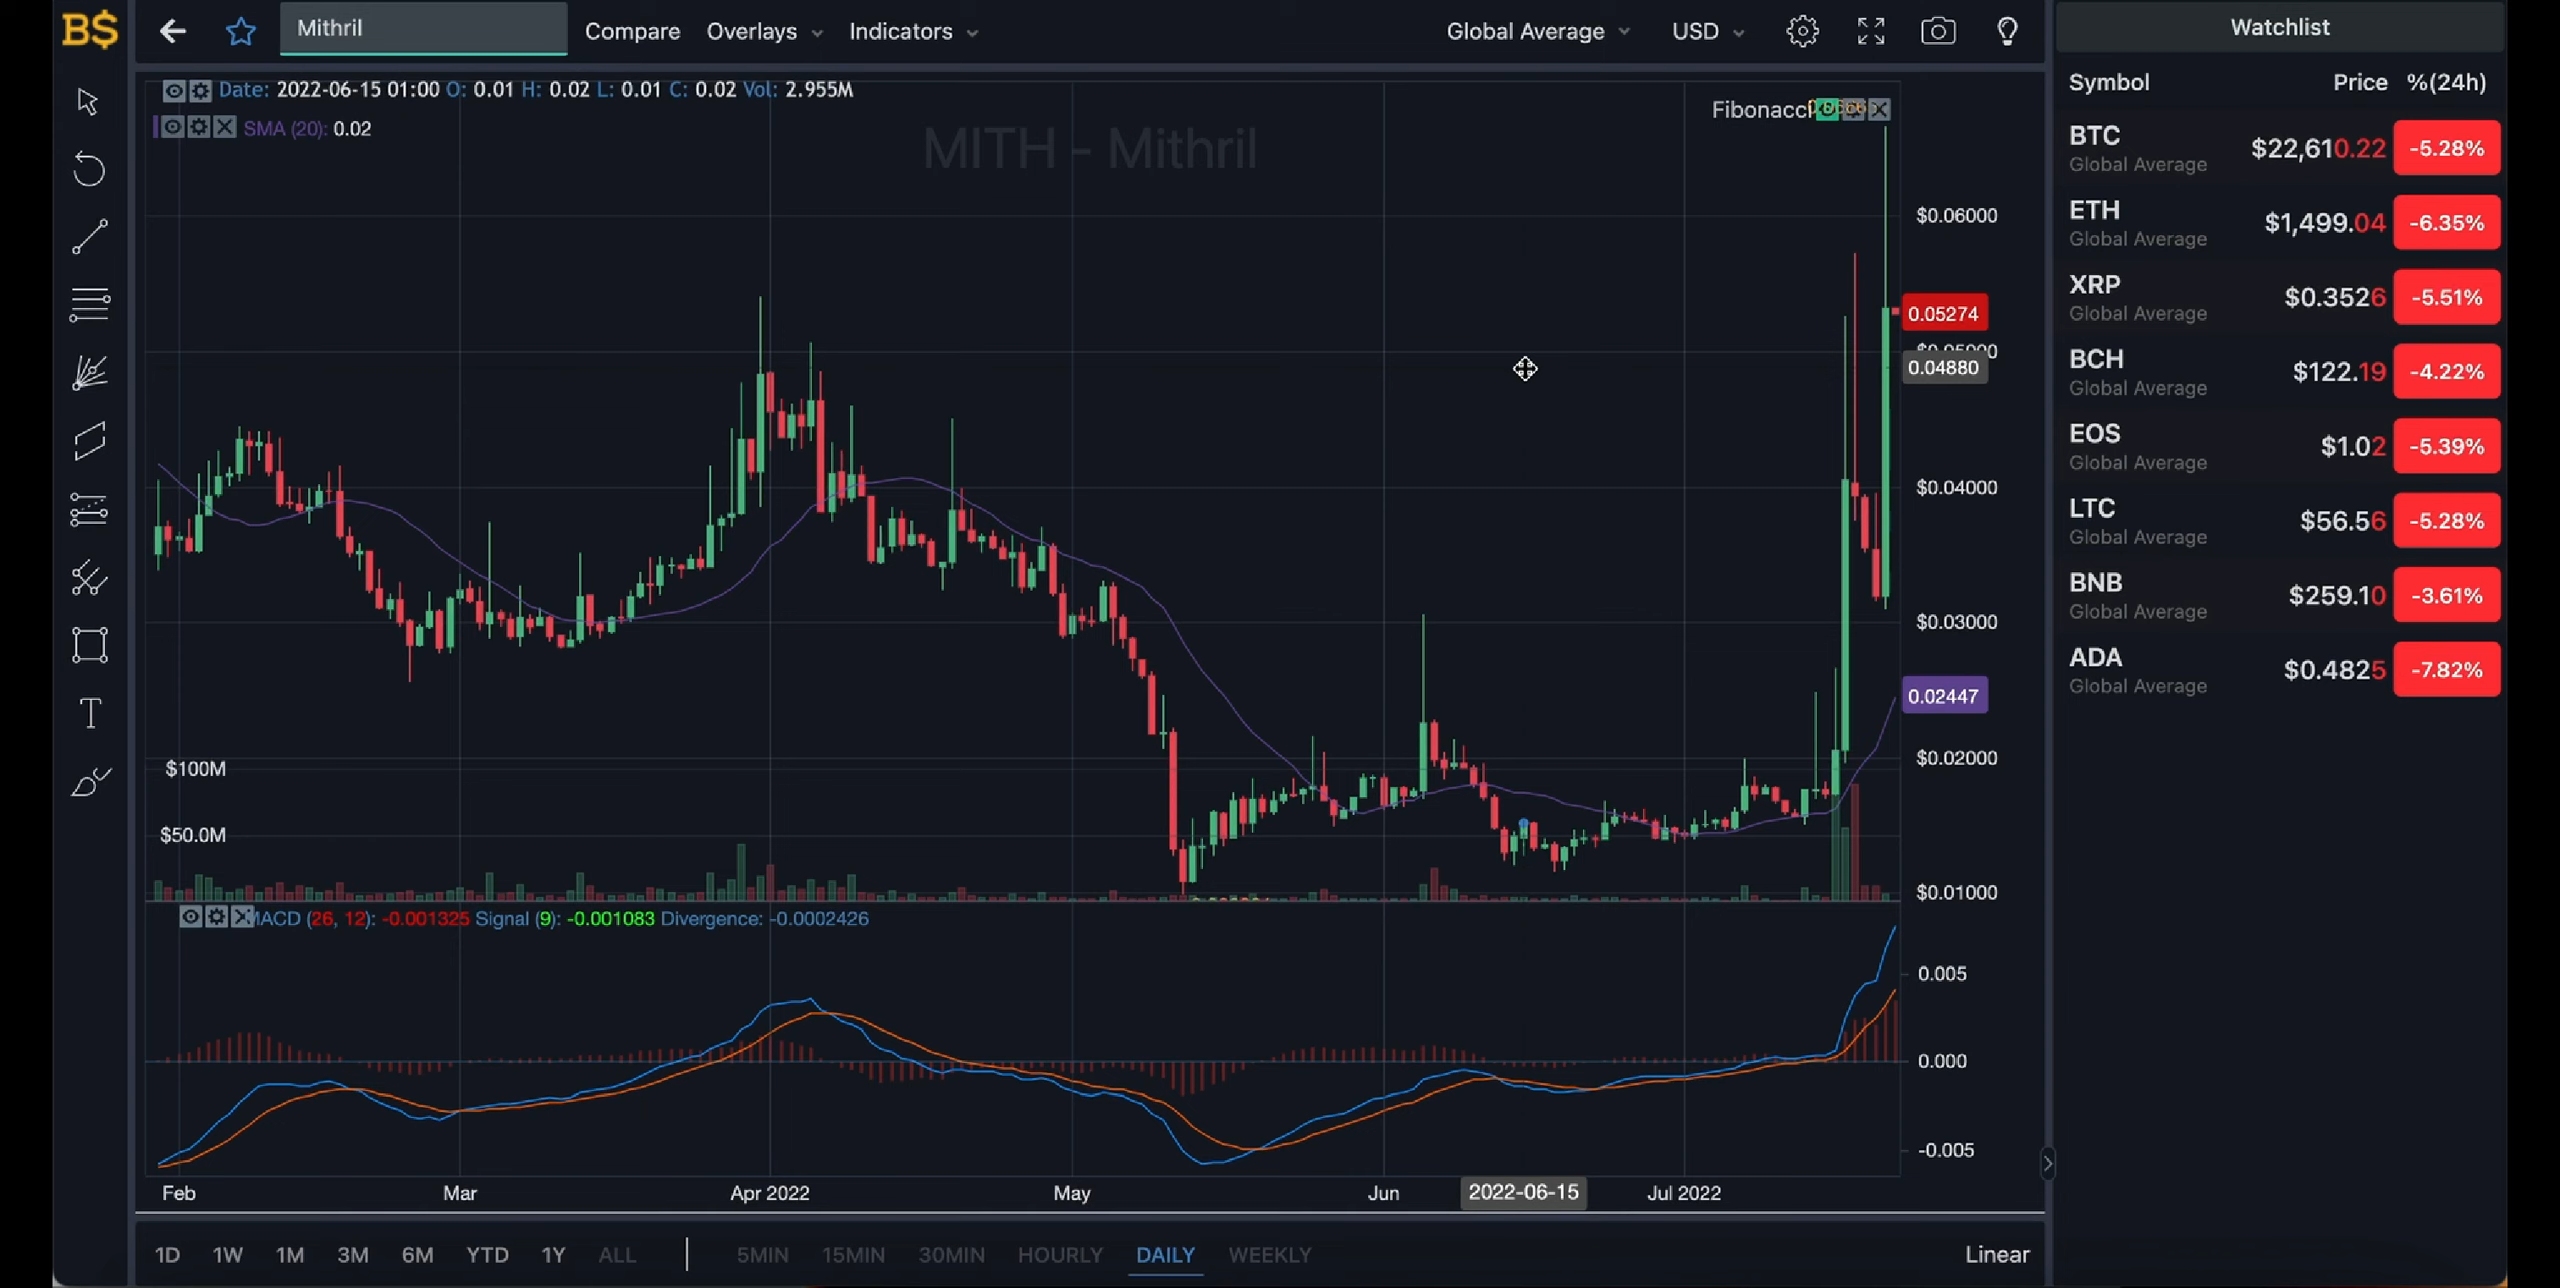 B$
Mithril
Compare Overlays Indicators
Global Average USD
Date: 2022-06-15 01:00 O: 0.01 H: 0.02 L: 0.01 C: 0.02 Vol: 2.955M
SMA (20): 0.02
MITH - Mithril
Fibonacci
$0.06000
0.05274
0.04880
$0.04000
$0.03000
0.02447
$0.02000
$0.01000
$100M
$50.0M
MACD (26, 12): -0.001325 Signal (9): -0.001083 Divergence: -0.0002426
0.005
0.000
-0.005
Feb Mar Apr 2022 May Jun 2022-06-15 Jul 2022
1D 1W 1M 3M 6M YTD 1Y ALL 5MIN 15MIN 30MIN HOURLY DAILY WEEKLY Linear
Watchlist
Symbol Price %(24h)
BTC $22,610.22 -5.28%
Global Average
ETH $1,499.04 -6.35%
Global Average
XRP $0.3526 -5.51%
Global Average
BCH $122.19 -4.22%
Global Average
EOS $1.02 -5.39%
Global Average
LTC $56.56 -5.28%
Global Average
BNB $259.10 -3.61%
Global Average
ADA $0.4825 -7.82%
Global Average